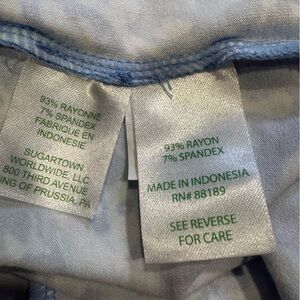 93% RAYONNE
7% SPANDEX
FABRIQUE EN
INDONESIE
SUGARTOWN
WORLDWIDE, LLC
800 THIRD AVENUE
ING OF PRUSSIA, PA
93% RAYON
7% SPANDEX
MADE IN INDONESIA
RN# 88189
SEE REVERSE
FOR CARE